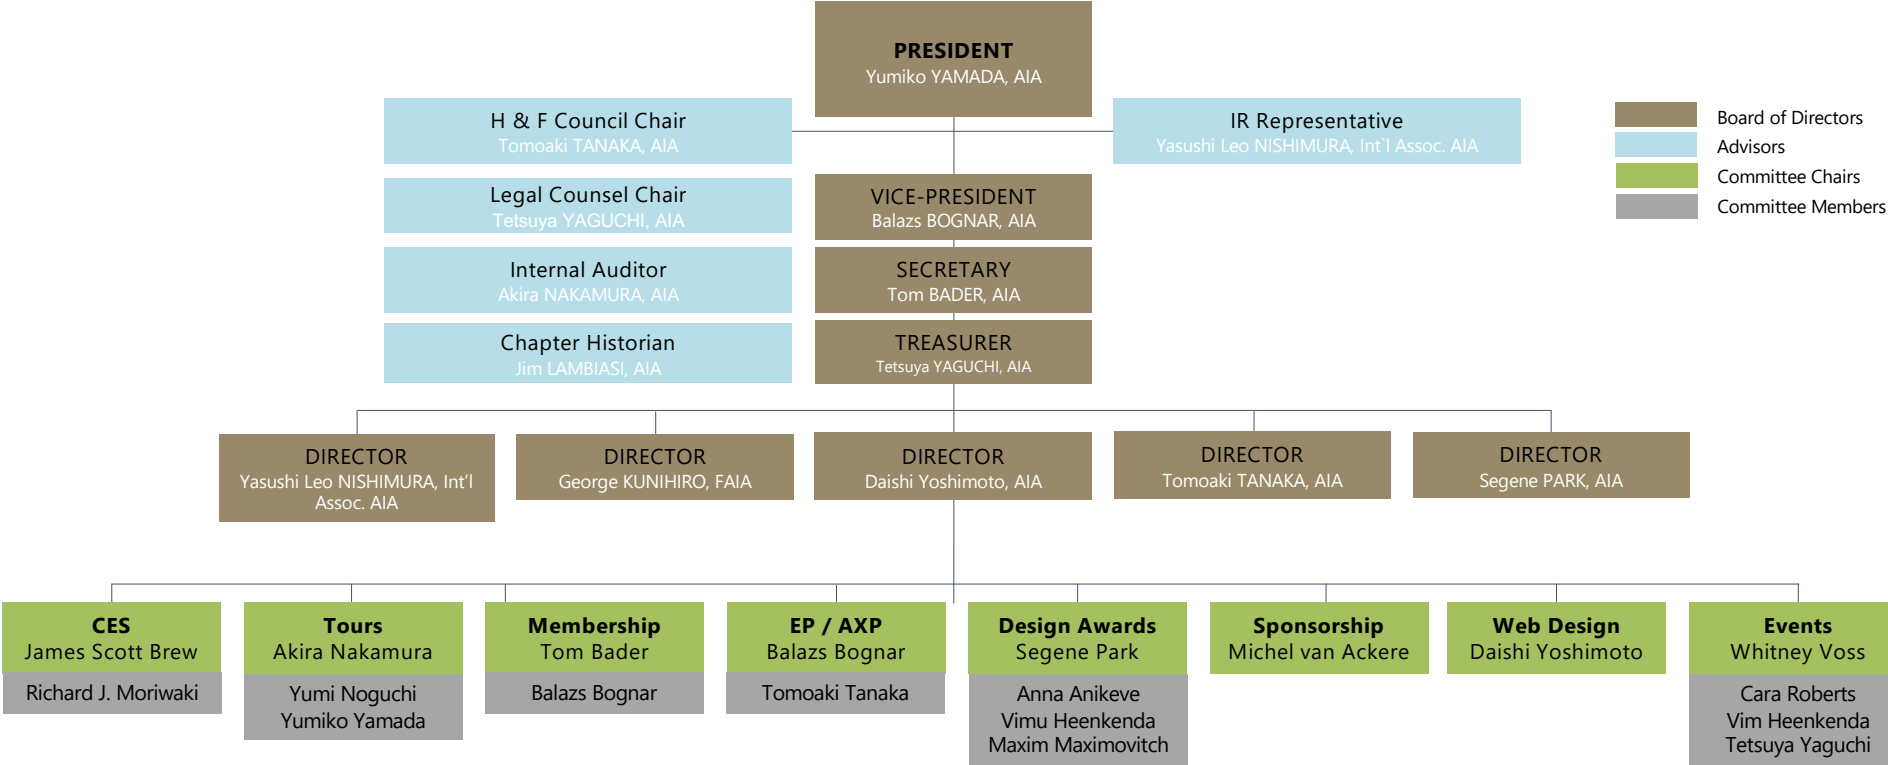 PRESIDENT
Yumiko YAMADA, AIA
H & F Council Chair
Tomoaki TANAKA, AIA
IR Representative
Yasushi Leo NISHIMURA, Int`l Assoc. AIA
Board of Directors
Advisors
Committee Chairs
Committee Members
Legal Counsel Chair
Tetsuya YAGUCHI, AIA
VICE-PRESIDENT
Balazs BOGNAR, AIA
Internal Auditor
Akira NAKAMURA, AIA
SECRETARY
Tom BADER, AIA
Chapter Historian
Jim LAMBIASI, AIA
TREASURER
Tetsuya YAGUCHI, AIA
DIRECTOR
Yasushi Leo NISHIMURA, Int’l
Assoc. AIA
DIRECTOR
George KUNIHIRO, FAIA
DIRECTOR
Daishi Yoshimoto, AIA
DIRECTOR
Tomoaki TANAKA, AIA
DIRECTOR
Segene PARK, AIA
CES
James Scott Brew
Richard J. Moriwaki
Tours
Akira Nakamura
Yumi Noguchi
Yumiko Yamada
Membership
Tom Bader
Balazs Bognar
EP / AXP
Balazs Bognar
Tomoaki Tanaka
Design Awards
Segene Park
Anna Anikeve
Vimu Heenkenda
Maxim Maximovitch
Sponsorship
Michel van Ackere
Web Design
Daishi Yoshimoto
Events
Whitney Voss
Cara Roberts
Vim Heenkenda
Tetsuya Yaguchi